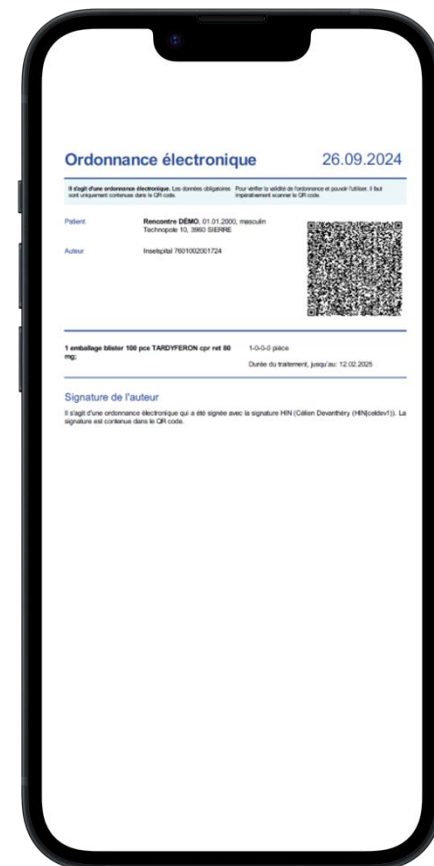 Ordonnance électronique 26.09.2024
Il s'agit d'une ordonnance électronique. Les données obligatoires sont uniquement contenues dans le QR code.
Pour vérifier la validité de l'ordonnance et pouvoir l'utiliser, il faut impérativement scanner le QR code.
Patient Rencontre DÉMO, 01.01.2000, masculin
Technopole 10, 3960 SIERRE
Auteur Inselspital 7601002001724
1 emballage blister 100 pce TARDYFERON cpr ret 80 mg;
1-0-0-0 pièce
Durée du traitement, jusqu'au: 12.02.2025
Signature de l'auteur
Il s'agit d'une ordonnance électronique qui a été signée avec la signature HIN (Célien Devanthéry (HIN|celdev1)). La
signature est contenue dans le QR code.